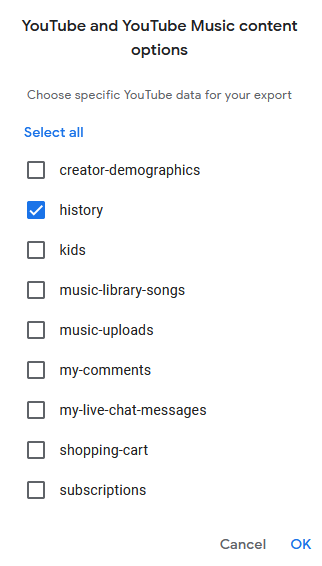 YouTube and YouTube Music content
options
Choose specific YouTube data for your export
Select all
creator-demographics
history
kids
music-library-songs
music-uploads
my-comments
my-live-chat-messages
shopping-cart
subscriptions
Cancel OK